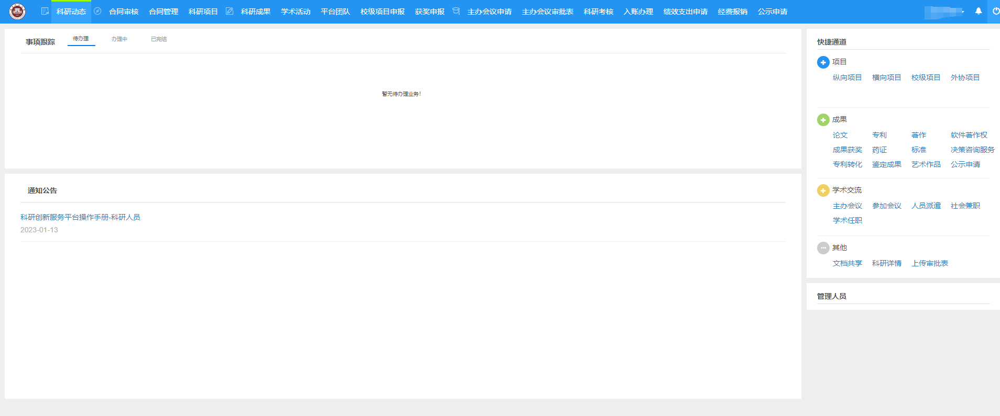 科研动态 合同审核 合同管理 科研项目 科研成果 学术活动 平台团队 校级项目申报 获奖申报 主办会议申请 主办会议审批表 科研考核 入账办理 绩效支出申请 经费报销 公示申请
事项跟踪 待办理 办理中 已完结
暂无待办理业务!
通知公告
科研创新服务平台操作手册-科研人员
2023-01-13
快捷通道
项目
纵向项目 横向项目 校级项目 外协项目
成果
论文 专利 著作 软件著作权
成果获奖 药证 标准 决策咨询服务
专利转化 鉴定成果 艺术作品 公示申请
学术交流
主办会议 参加会议 人员派遣 社会兼职
学术任职
其他
文档共享 科研详情 上传审批表
管理人员